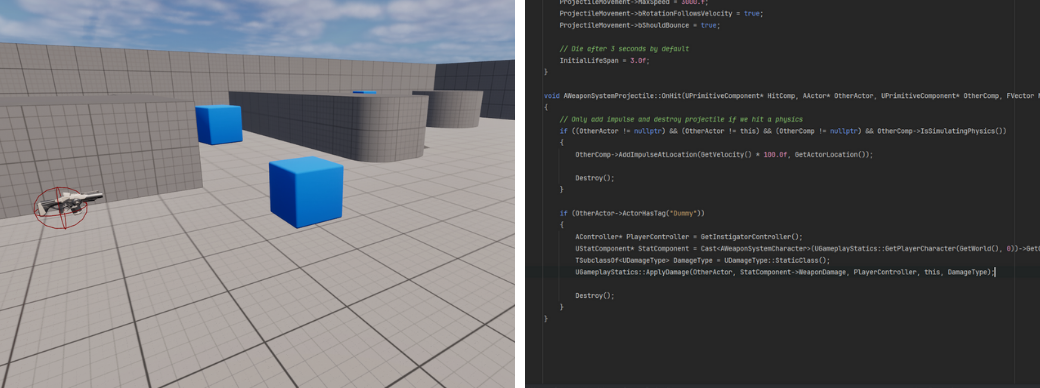 ProjectileMovement->MaxSpeed = 3000.f;
ProjectileMovement->bRotationFollowsVelocity = true;
ProjectileMovement->bShouldBounce = true;
// Die after 3 seconds by default
InitialLifeSpan = 3.0f;
}
void AWeaponSystemProjectile::OnHit(UPrimitiveComponent* HitComp, AActor* OtherActor, UPrimitiveComponent* OtherComp, FVector
{
// Only add impulse and destroy projectile if we hit a physics
if ((OtherActor != nullptr) && (OtherActor != this) && (OtherComp != nullptr) && OtherComp->IsSimulatingPhysics())
{
OtherComp->AddImpulseAtLocation(GetVelocity() * 100.0f, GetActorLocation());
Destroy();
}
if (OtherActor->ActorHasTag("Dummy"))
{
AController* PlayerController = GetInstigatorController();
UStatComponent* StatComponent = Cast<AWeaponSystemCharacter>(UGameplayStatics::GetPlayerCharacter(GetWorld(), 0))->Get
TSubclassOf<UDamageType> DamageType = UDamageType::StaticClass();
UGameplayStatics::ApplyDamage(OtherActor, StatComponent->WeaponDamage, PlayerController, this, DamageType);
Destroy();
}
}